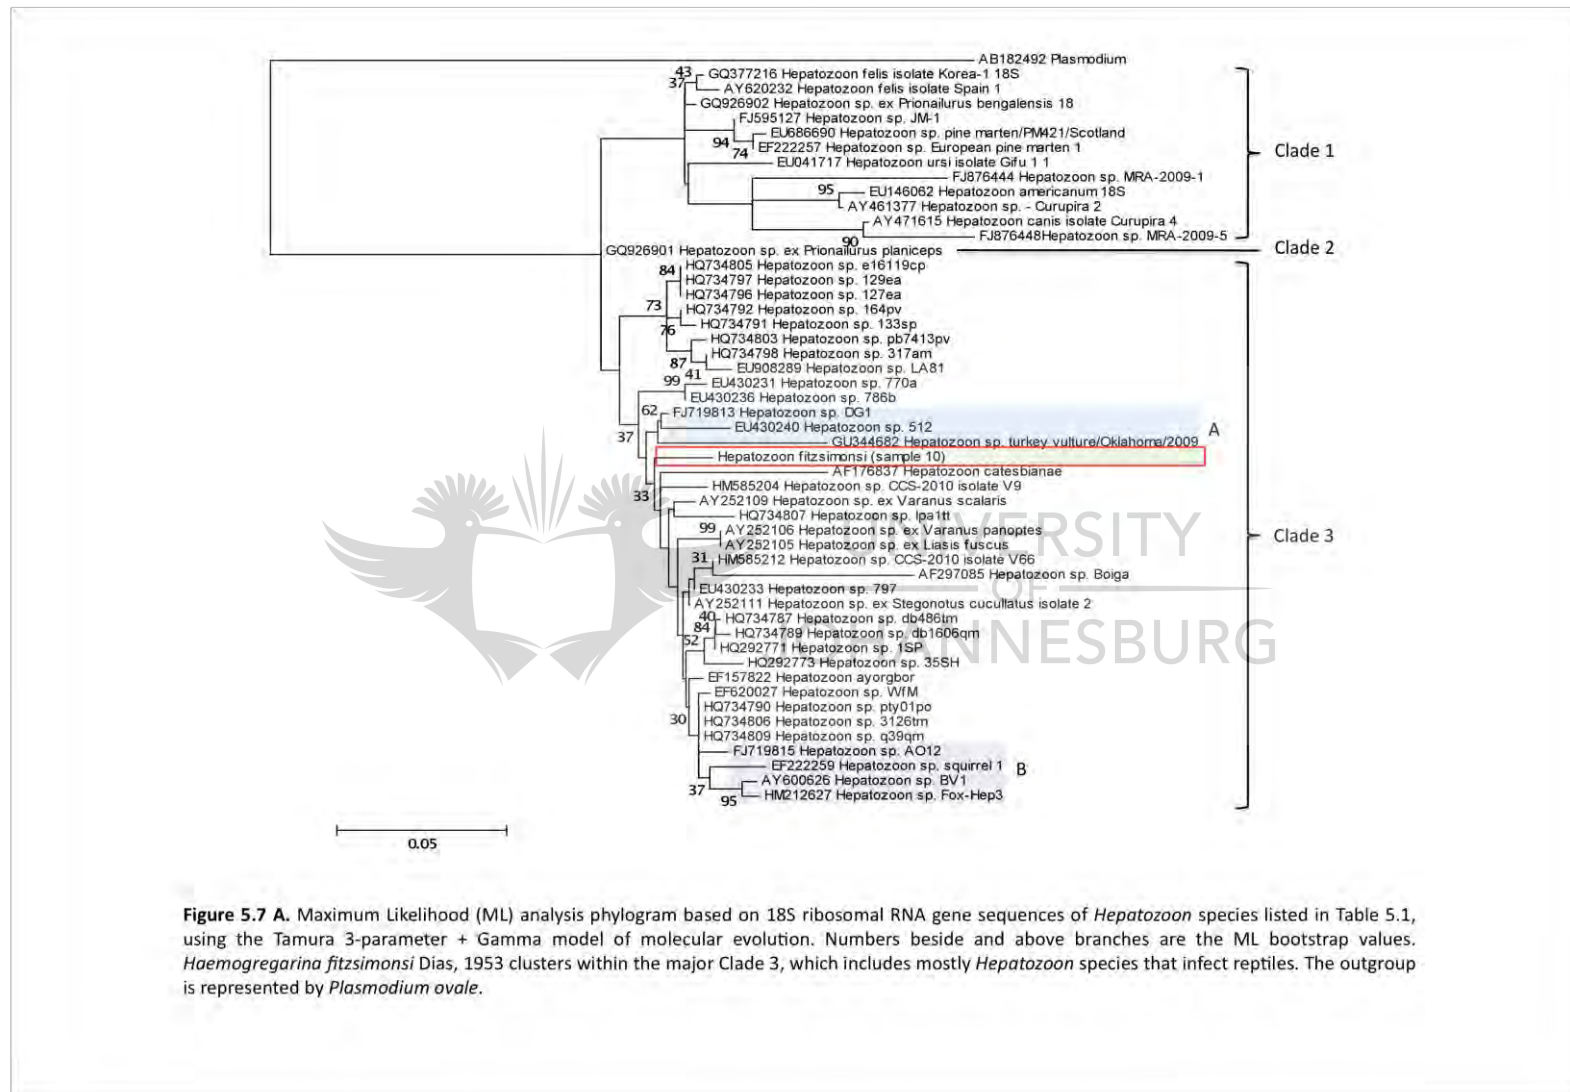 AB182492 Plasmodium
43
GQ377216 Hepatozoon felis isolate Korea-1 18S
37
AY620232 Hepatozoon felis isolate Spain 1
GQ926902 Hepatozoon sp. ex Prionailurus bengalensis 18
FJ595127 Hepatozoon sp. JM-1
EU686690 Hepatozoon sp. pine marten/PM421/Scotland
94
74
EF222257 Hepatozoon sp. European pine marten 1
Clade 1
EU041717 Hepatozoon ursi isolate Gifu 1 1
FJ876444 Hepatozoon sp. MRA-2009-1
95
EU146062 Hepatozoon americanum 18S
AY461377 Hepatozoon sp. - Curupira 2
AY471615 Hepatozoon canis isolate Curupira 4
90
FJ876448Hepatozoon sp. MRA-2009-5
GQ926901 Hepatozoon sp. ex Prionailurus planiceps
Clade 2
84
HQ734805 Hepatozoon sp. e16119cp
HQ734797 Hepatozoon sp. 129ea
HQ734796 Hepatozoon sp. 127ea
73
HQ734792 Hepatozoon sp. 164pv
76
HQ734791 Hepatozoon sp. 133sp
HQ734803 Hepatozoon sp. pb7413pv
HQ734798 Hepatozoon sp. 317am
87
41
EU908289 Hepatozoon sp. LA81
99
EU430231 Hepatozoon sp. 770a
EU430236 Hepatozoon sp. 786b
62
FJ719813 Hepatozoon sp. DG1
EU430240 Hepatozoon sp. 512
A
37
GU344682 Hepatozoon sp. turkey vulture/Oklahoma/2009
Hepatozoon fitzsimonsi (sample 10)
AF176837 Hepatozoon catesbianae
33
HM585204 Hepatozoon sp. CCS-2010 isolate V9
AY252109 Hepatozoon sp. ex Varanus scalaris
HQ734807 Hepatozoon sp. lpa1tt
99
AY252106 Hepatozoon sp. ex Varanus panoptes
Clade 3
AY252105 Hepatozoon sp. ex Liasis fuscus
31
HM585212 Hepatozoon sp. CCS-2010 isolate V66
AF297085 Hepatozoon sp. Boiga
EU430233 Hepatozoon sp. 797
AY252111 Hepatozoon sp. ex Stegonotus cucullatus isolate 2
40
HQ734787 Hepatozoon sp. db486tm
84
HQ734789 Hepatozoon sp. db1606qm
52
HQ292771 Hepatozoon sp. 1SP
HQ292773 Hepatozoon sp. 35SH
EF157822 Hepatozoon ayorgbor
EF620027 Hepatozoon sp. WfM
HQ734790 Hepatozoon sp. pty01po
30
HQ734806 Hepatozoon sp. 3126tm
HQ734809 Hepatozoon sp. q39qm
FJ719815 Hepatozoon sp. AO12
EF222259 Hepatozoon sp. squirrel 1
B
AY600626 Hepatozoon sp. BV1
37
95
HM212627 Hepatozoon sp. Fox-Hep3
UNIVERSITY
OF
JOHANNESBURG
0.05
Figure 5.7 A. Maximum Likelihood (ML) analysis phylogram based on 18S ribosomal RNA gene sequences of Hepatozoon species listed in Table 5.1,
using the Tamura 3-parameter + Gamma model of molecular evolution. Numbers beside and above branches are the ML bootstrap values.
Haemogregarina fitzsimonsi Dias, 1953 clusters within the major Clade 3, which includes mostly Hepatozoon species that infect reptiles. The outgroup
is represented by Plasmodium ovale.